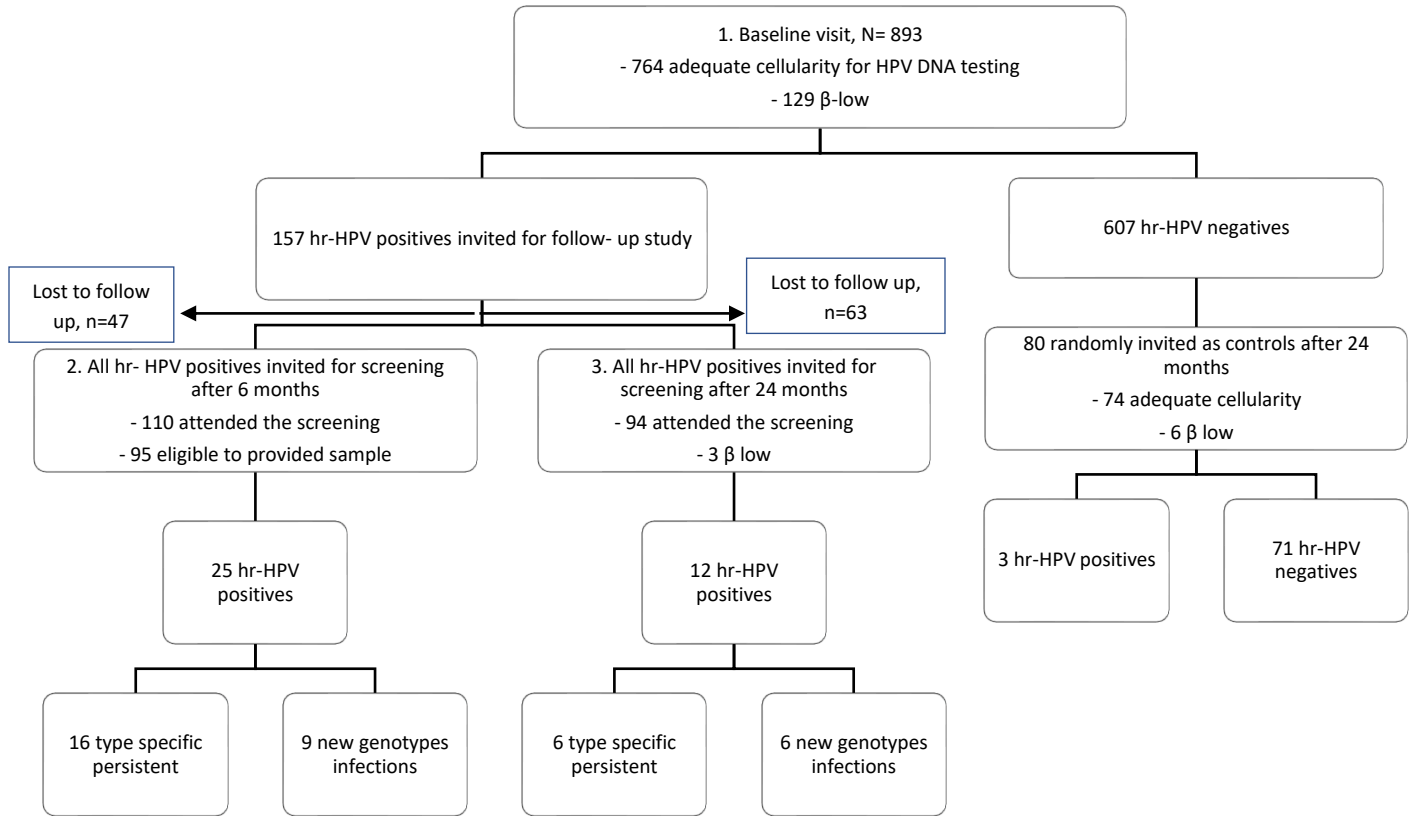 1. Baseline visit, N= 893
- 764 adequate cellularity for HPV DNA testing
- 129 β-low
157 hr-HPV positives invited for follow- up study
607 hr-HPV negatives
Lost to follow
up, n=47
Lost to follow up,
n=63
2. All hr- HPV positives invited for screening
after 6 months
- 110 attended the screening
- 95 eligible to provided sample
3. All hr-HPV positives invited for
screening after 24 months
- 94 attended the screening
- 3 β low
80 randomly invited as controls after 24
months
- 74 adequate cellularity
- 6 β low
25 hr-HPV
positives
12 hr-HPV
positives
3 hr-HPV positives
71 hr-HPV
negatives
16 type specific
persistent
9 new genotypes
infections
6 type specific
persistent
6 new genotypes
infections